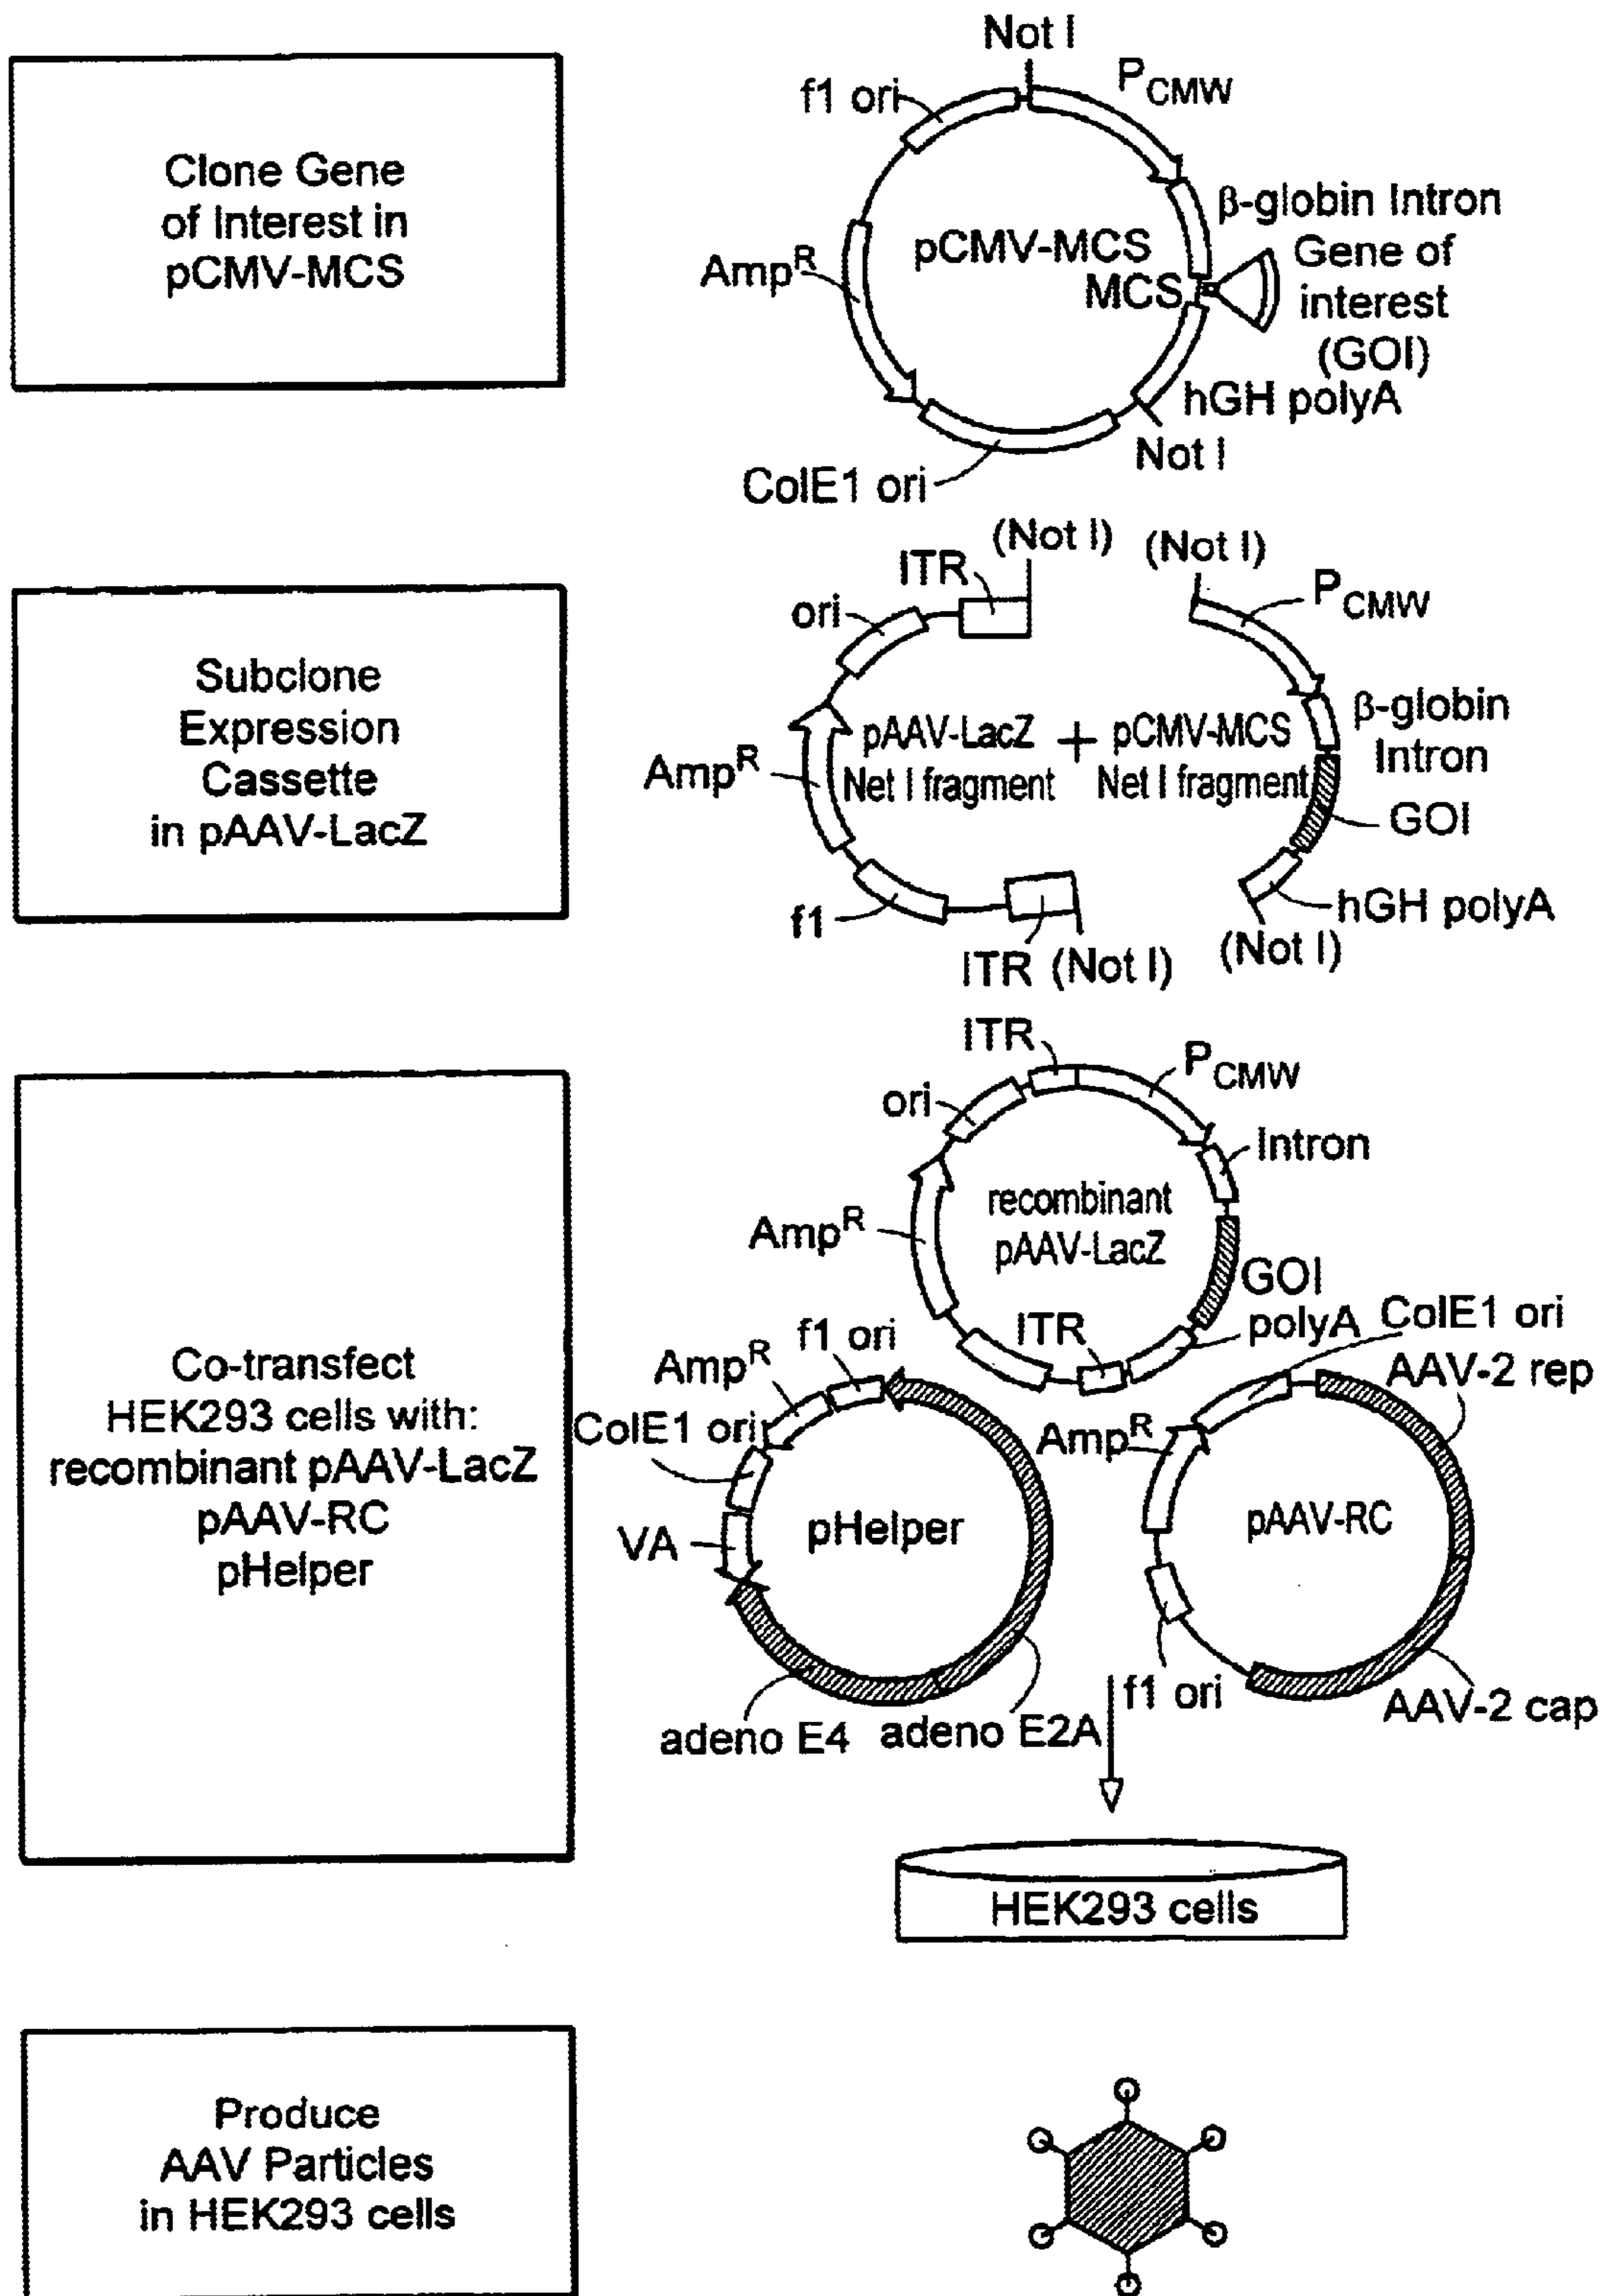 Clone Gene
of Interest in
pCMV-MCS
Not I
f1 ori
PCMW
β-globin Intron
AmpR
pCMV-MCS
MCS
Gene of
interest
(GOI)
hGH polyA
Not I
ColE1 ori
Subclone
Expression
Cassette
in pAAV-LacZ
(Not I)
(Not I)
ITR
ori
PCMW
AmpR
pAAV-LacZ
Net I fragment
+
pCMV-MCS
Net I fragment
β-globin
Intron
GOI
f1
hGH polyA
ITR (Not I)
(Not I)
Co-transfect
HEK293 cells with:
recombinant pAAV-LacZ
pAAV-RC
pHelper
ITR
PCMW
ori
Intron
AmpR
recombinant
pAAV-LacZ
GOI
polyA
ITR
f1 ori
AmpR
ColE1 ori
VA
pHelper
adeno E4
adeno E2A
ColE1 ori
AAV-2 rep
AmpR
pAAV-RC
f1 ori
AAV-2 cap
HEK293 cells
Produce
AAV Particles
in HEK293 cells